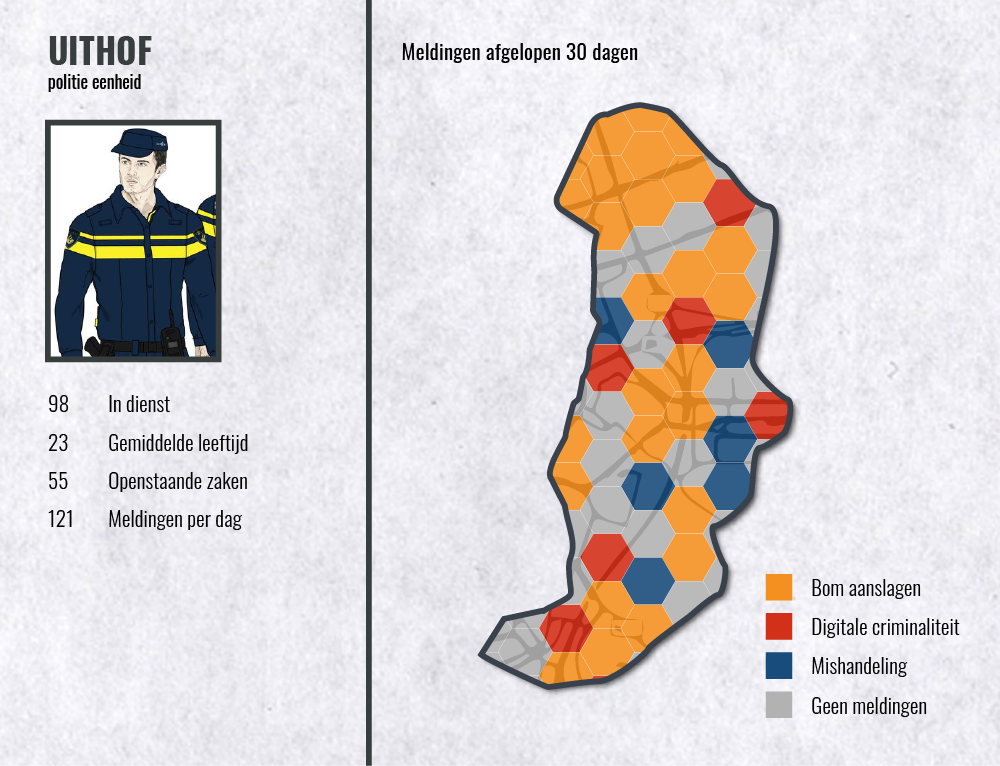 UITHOF
politie eenheid
98 In dienst
23 Gemiddelde leeftijd
55 Openstaande zaken
121 Meldingen per dag
Meldingen afgelopen 30 dagen
Bom aanslagen
Digitale criminaliteit
Mishandeling
Geen meldingen